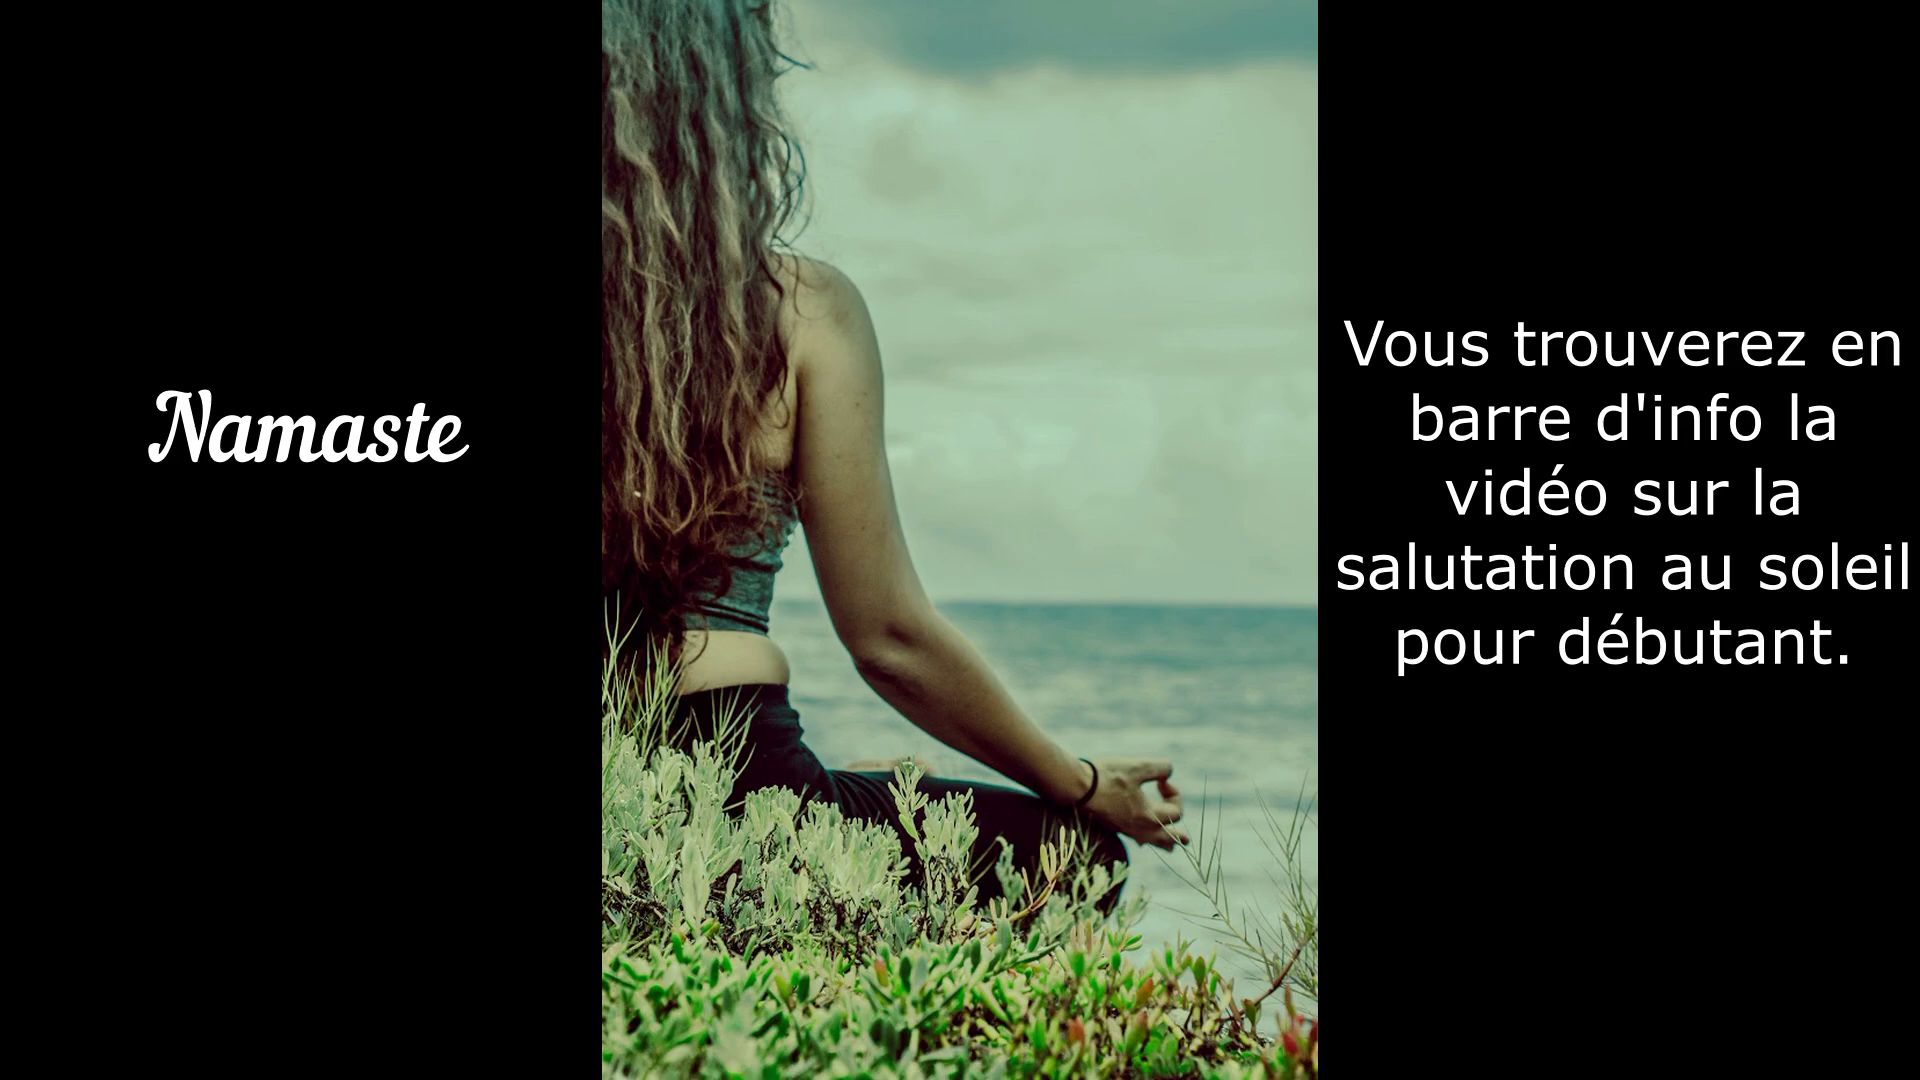 Namaste
Vous trouverez en
barre d'info la
vidéo sur la
salutation au soleil
pour débutant.